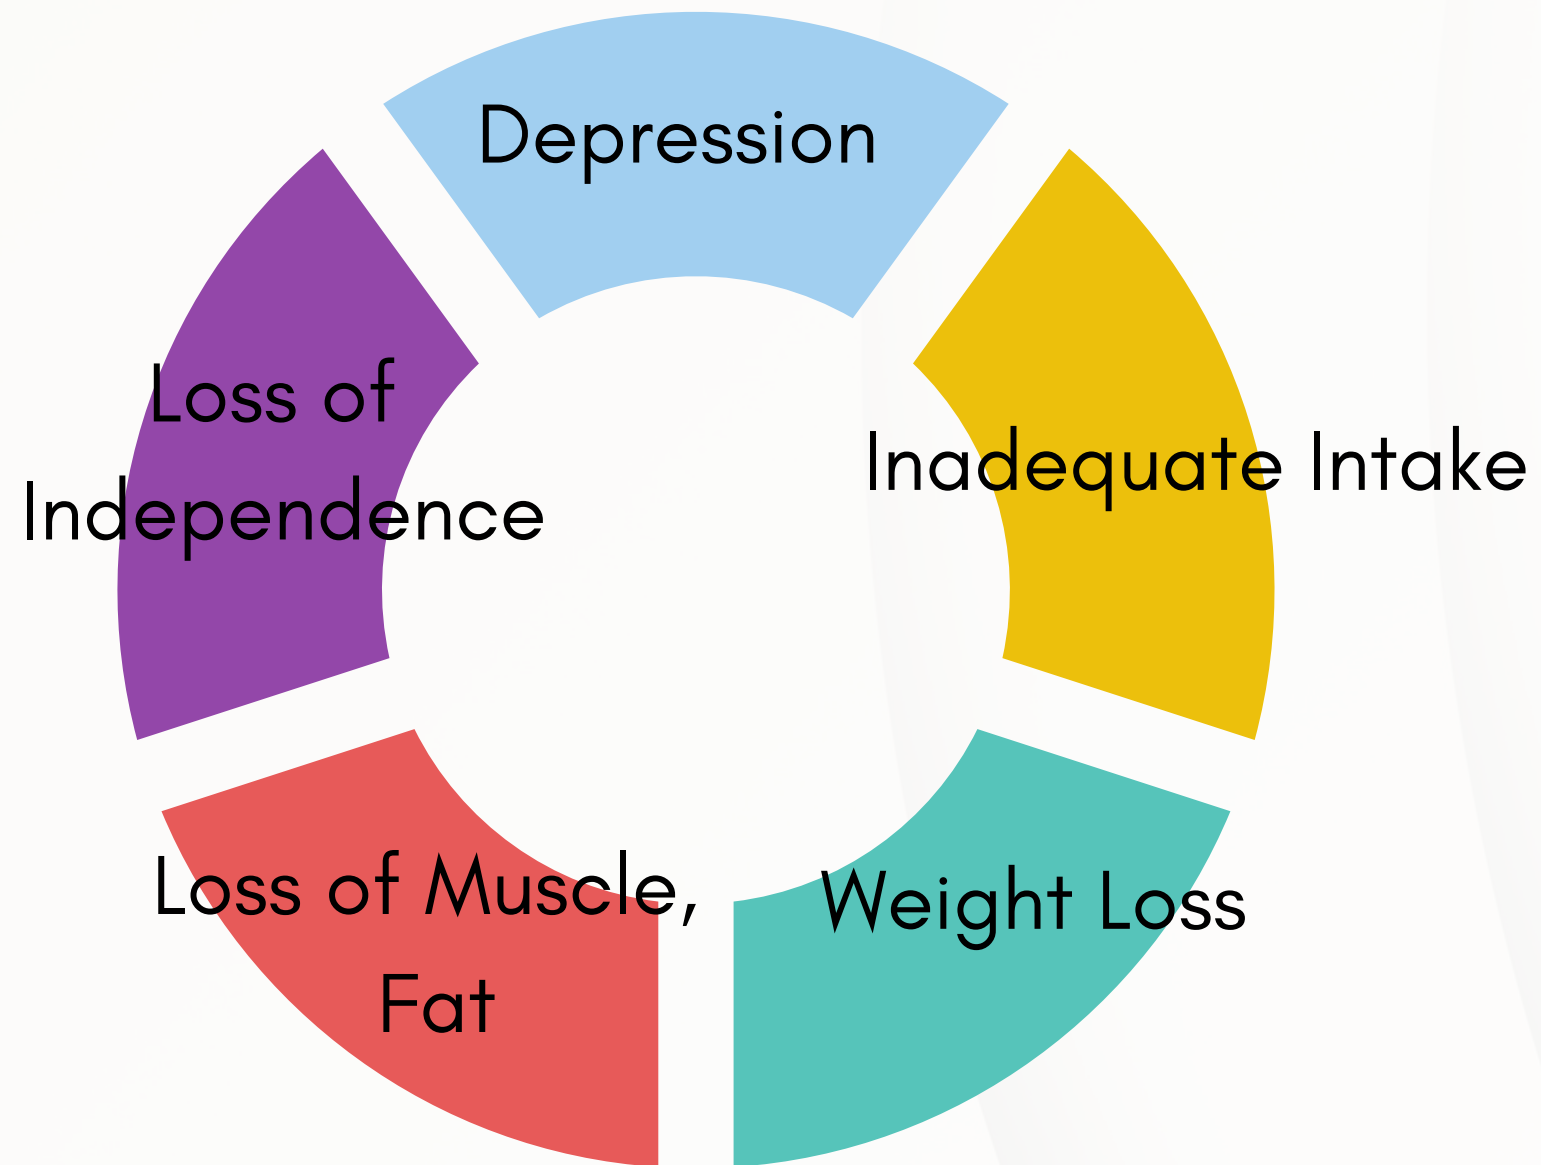 Depression
Inadequate Intake
Weight Loss
Loss of Muscle,
Fat
Loss of
Independence